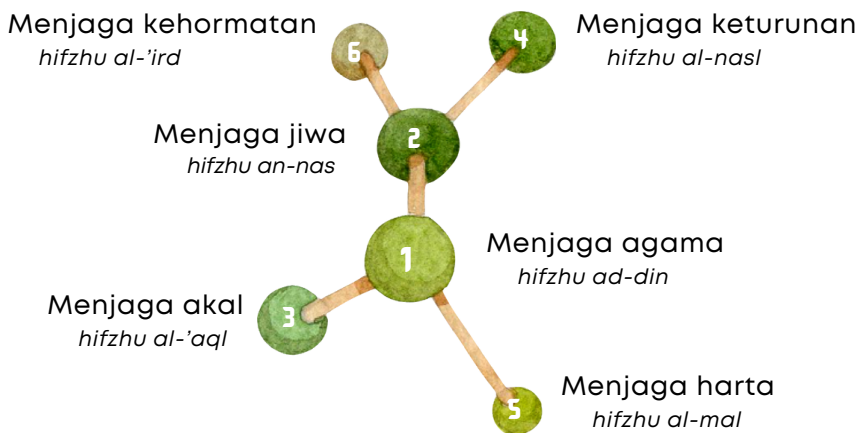 Menjaga kehormatan
hifzhu al-'ird
6
4
Menjaga keturunan
hifzhu al-nasl
Menjaga jiwa
hifzhu an-nas
2
1
Menjaga agama
hifzhu ad-din
Menjaga akal
hifzhu al-'aql
3
Menjaga harta
hifzhu al-mal
5